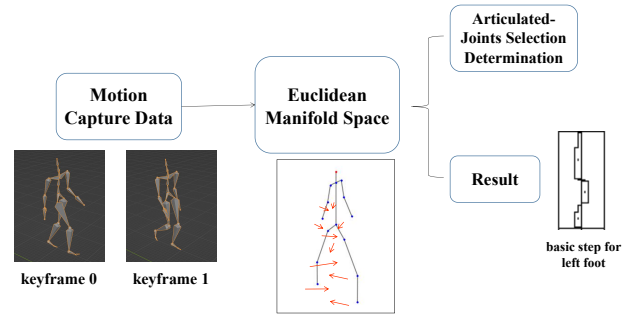 Motion
Capture Data
keyframe 0
keyframe 1
Euclidean
Manifold Space
Articulated-
Joints Selection
Determination
Result
basic step for
left foot